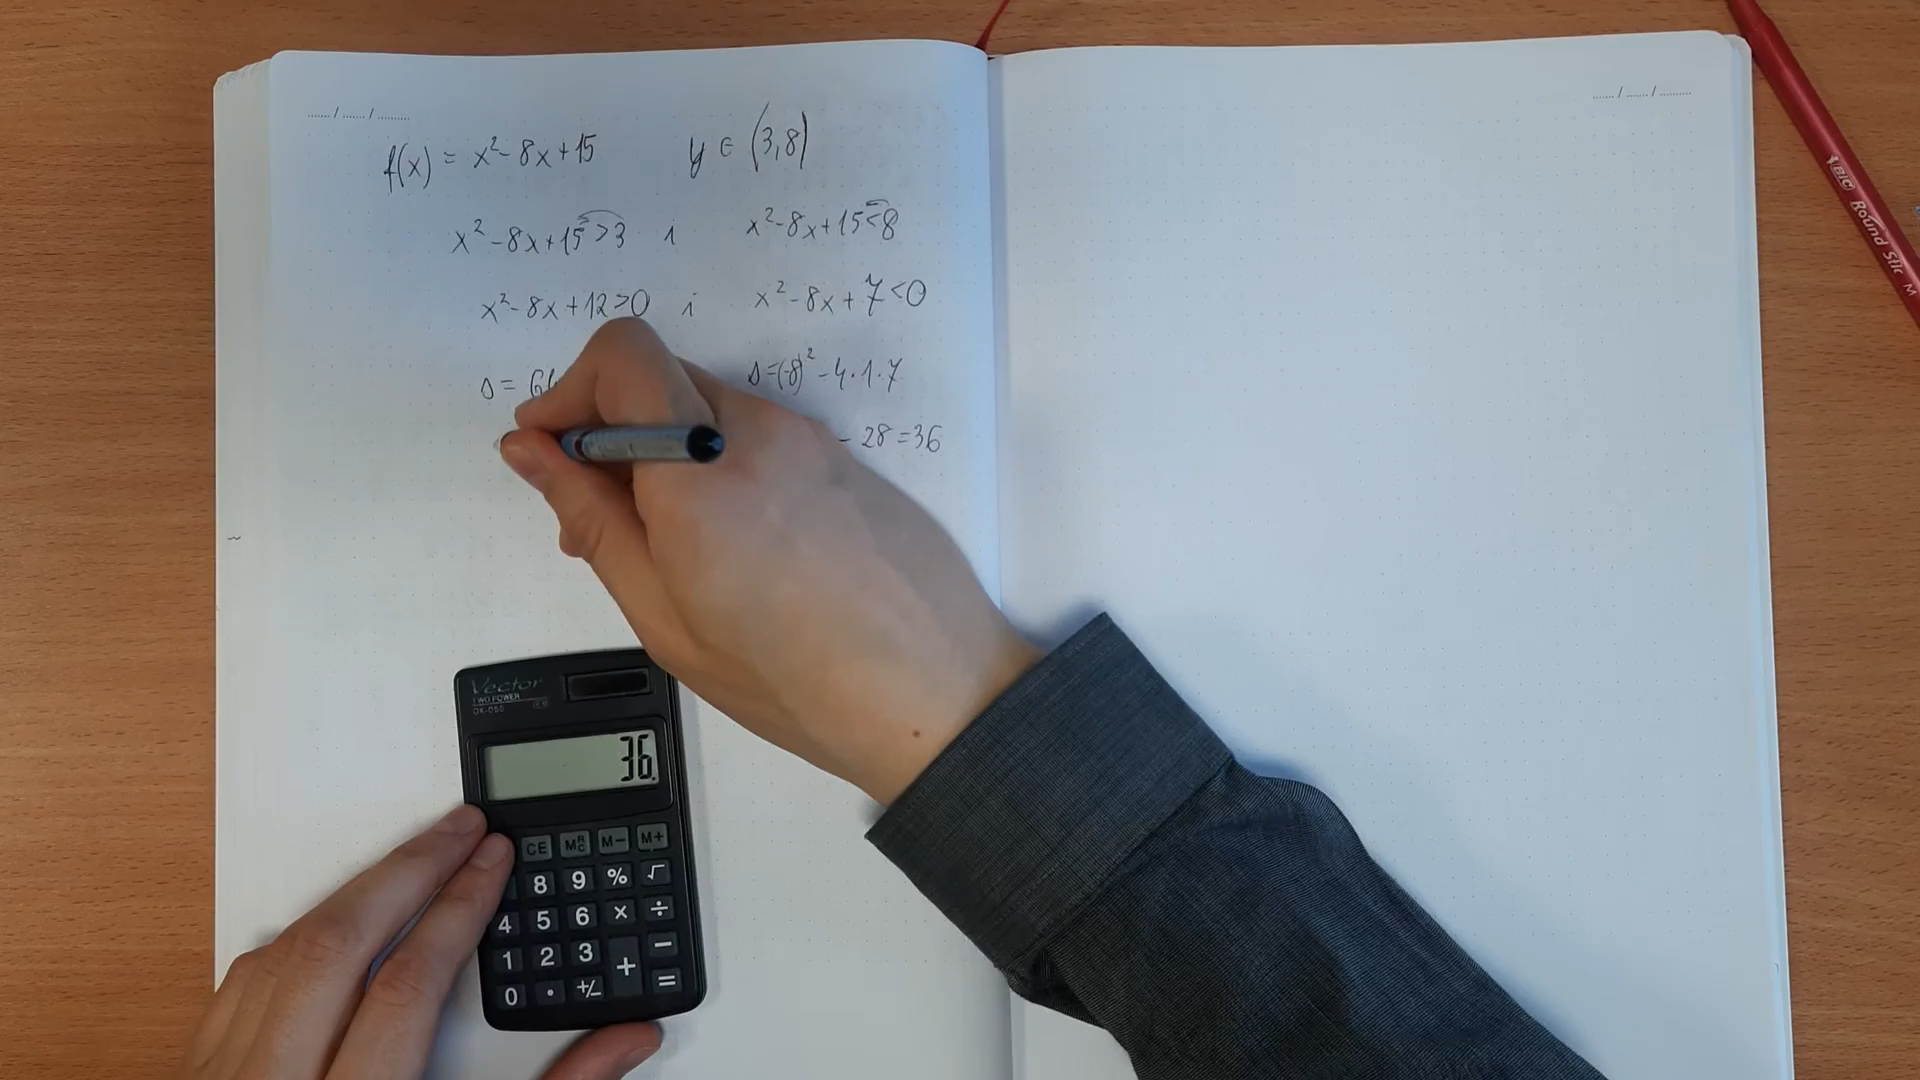 ...... / ...... / ..........
...... / ...... / ..........
f(x) = x²-8x+15 y ∈ (3,8)
x²-8x+15>3 i x²-8x+15<8
x²-8x+12>0 i x²-8x+7<0
Δ= Δ=(-8)²-4·1·7
- 28=36
BIC Round Stic M
Vector
TWO POWER
36.
CE MRC M- M+
8 9 % √
4 5 6 × ÷
1 2 3 + −
0 · +/− =